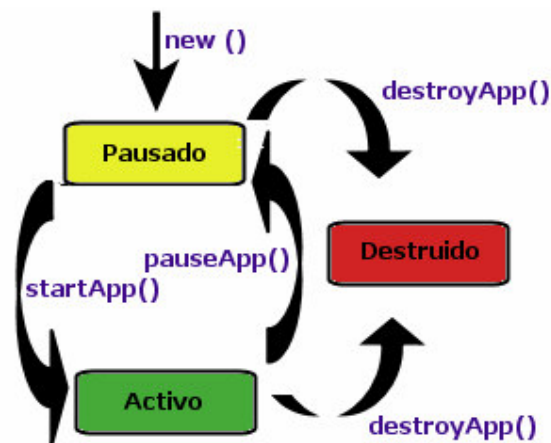 new ()
destroyApp()
Pausado
Destruido
pauseApp()
startApp()
Activo
destroyApp()